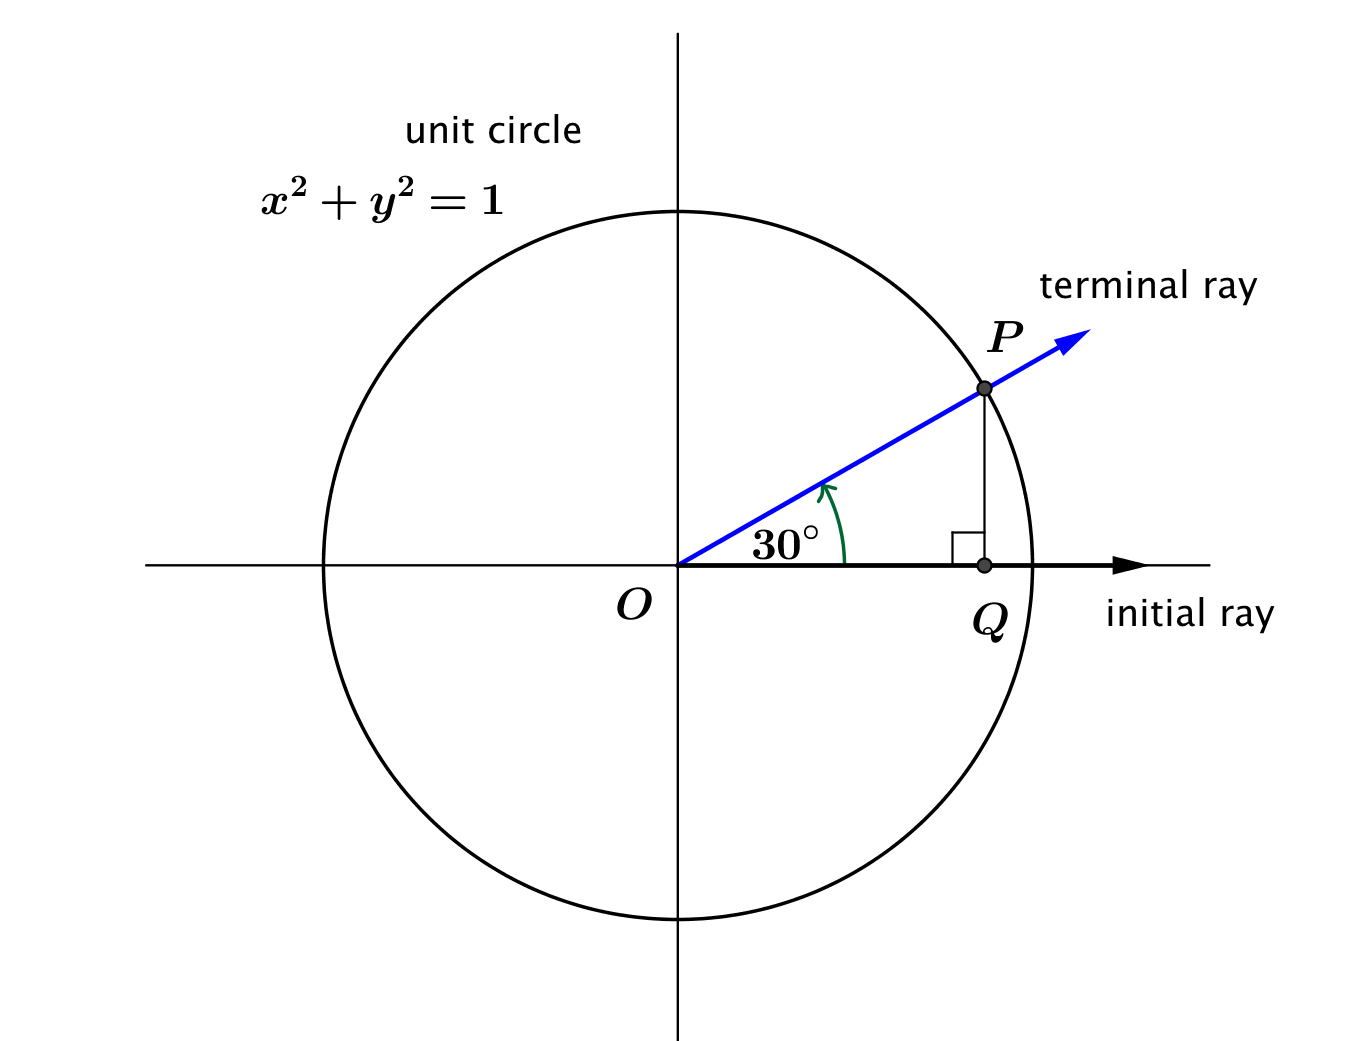 unit circle
x² + y² = 1
terminal ray
P
30°
O
Q
initial ray